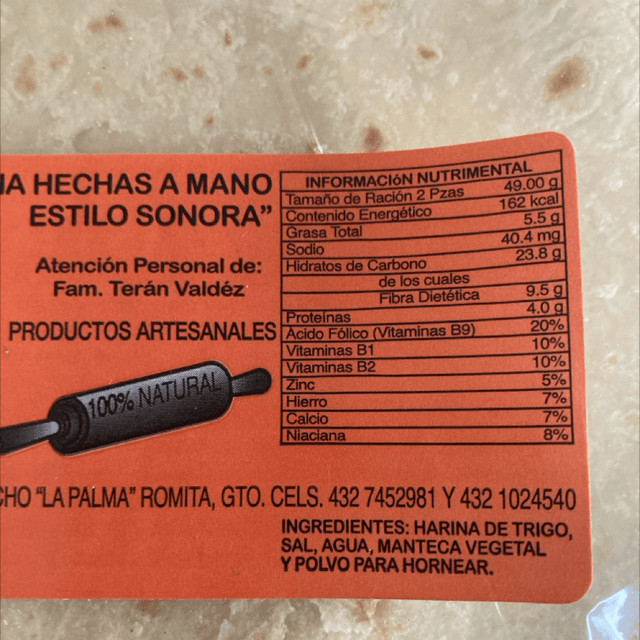 JA HECHAS A MANO
ESTILO SONORA”
Atención Personal de:
Fam. Terán Valdéz
PRODUCTOS ARTESANALES
100% NATURAL
INFORMACIóN NUTRIMENTAL
Tamaño de Ración 2 Pzas 49.00 g
Contenido Energético 162 kcal
Grasa Total 5.5 g
Sodio 40.4 mg
Hidratos de Carbono 23.8 g
de los cuales
Fibra Dietética 9.5 g
Proteínas 4.0 g
Acido Fólico (Vitaminas B9) 20%
Vitaminas B1 10%
Vitaminas B2 10%
Zinc 5%
Hierro 7%
Calcio 7%
Niaciana 8%
CHO “LA PALMA” ROMITA, GTO. CELS. 432 7452981 Y 432 1024540
INGREDIENTES: HARINA DE TRIGO,
SAL, AGUA, MANTECA VEGETAL
Y POLVO PARA HORNEAR.